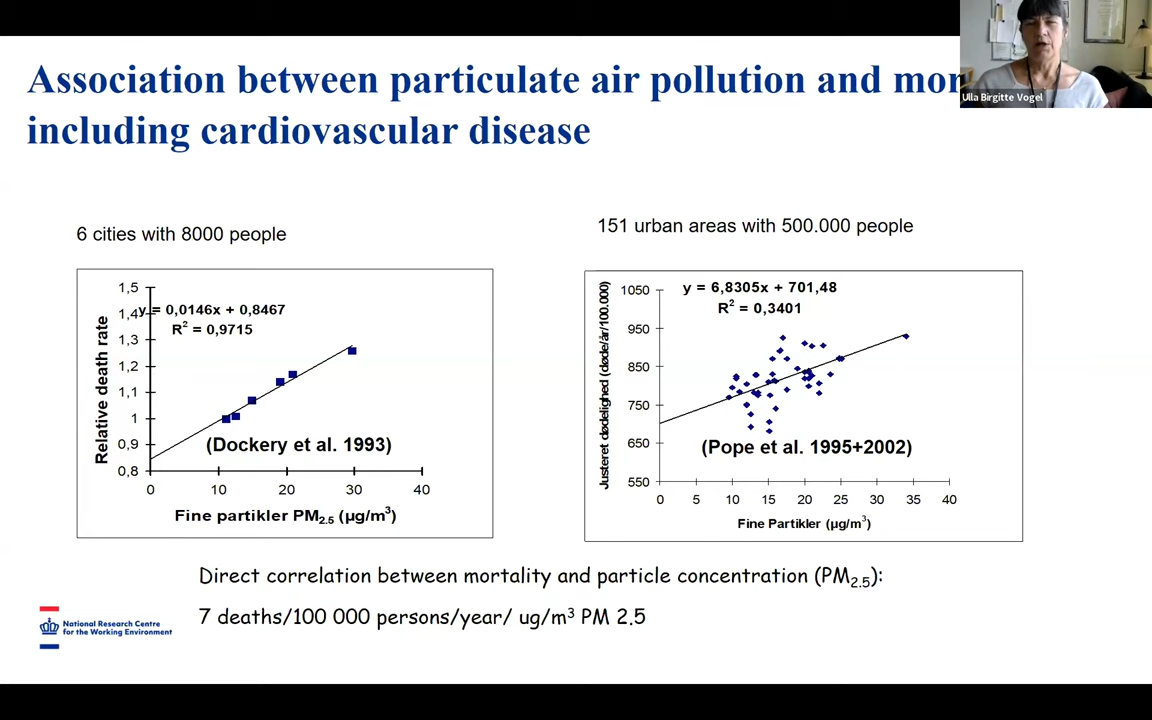 Association between particulate air pollution and
including cardiovascular disease
Ulla Birgitte Vogel
6 cities with 8000 people
1,5
1,4
1,3
1,2
1,1
1
0,9
0,8
y = 0,0146x + 0,8467
R² = 0,9715
Relative death rate
(Dockery et al. 1993)
0 10 20 30 40
Fine partikler PM2.5 (µg/m³)
151 urban areas with 500.000 people
1050
950
850
750
650
550
y = 6,8305x + 701,48
R² = 0,3401
Justeret dødelighed (døde/år/100.000)
(Pope et al. 1995+2002)
0 5 10 15 20 25 30 35 40
Fine Partikler (µg/m³)
Direct correlation between mortality and particle concentration (PM2.5):
7 deaths/100 000 persons/year/ ug/m³ PM 2.5
National Research Centre
for the Working Environment